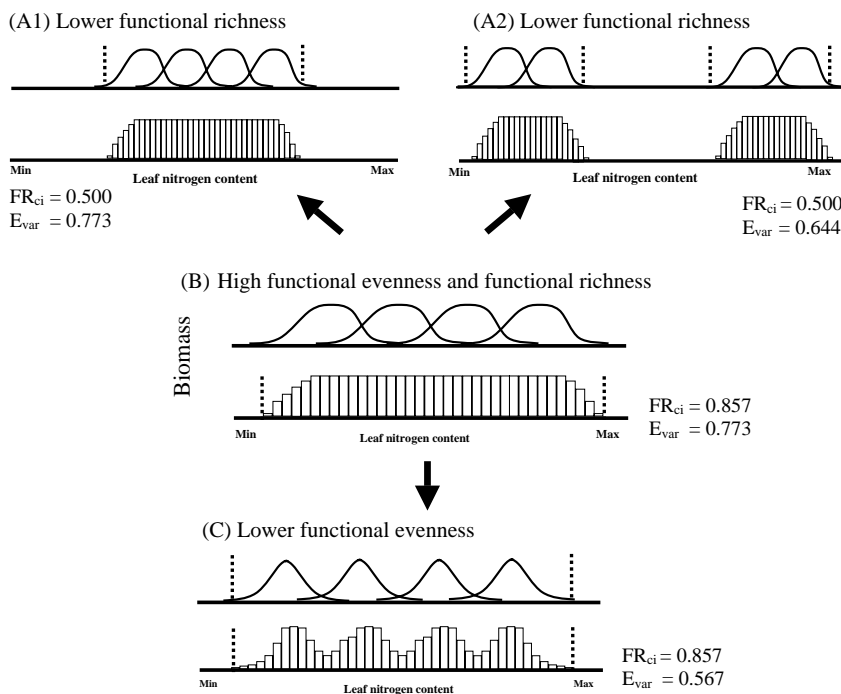 (A1) Lower functional richness
(A2) Lower functional richness
Min
Leaf nitrogen content
Max
Min
Leaf nitrogen content
Max
FRci = 0.500
Evar = 0.773
FRci = 0.500
Evar = 0.644
(B) High functional evenness and functional richness
Biomass
Min
Leaf nitrogen content
Max
FRci = 0.857
Evar = 0.773
(C) Lower functional evenness
Min
Leaf nitrogen content
Max
FRci = 0.857
Evar = 0.567